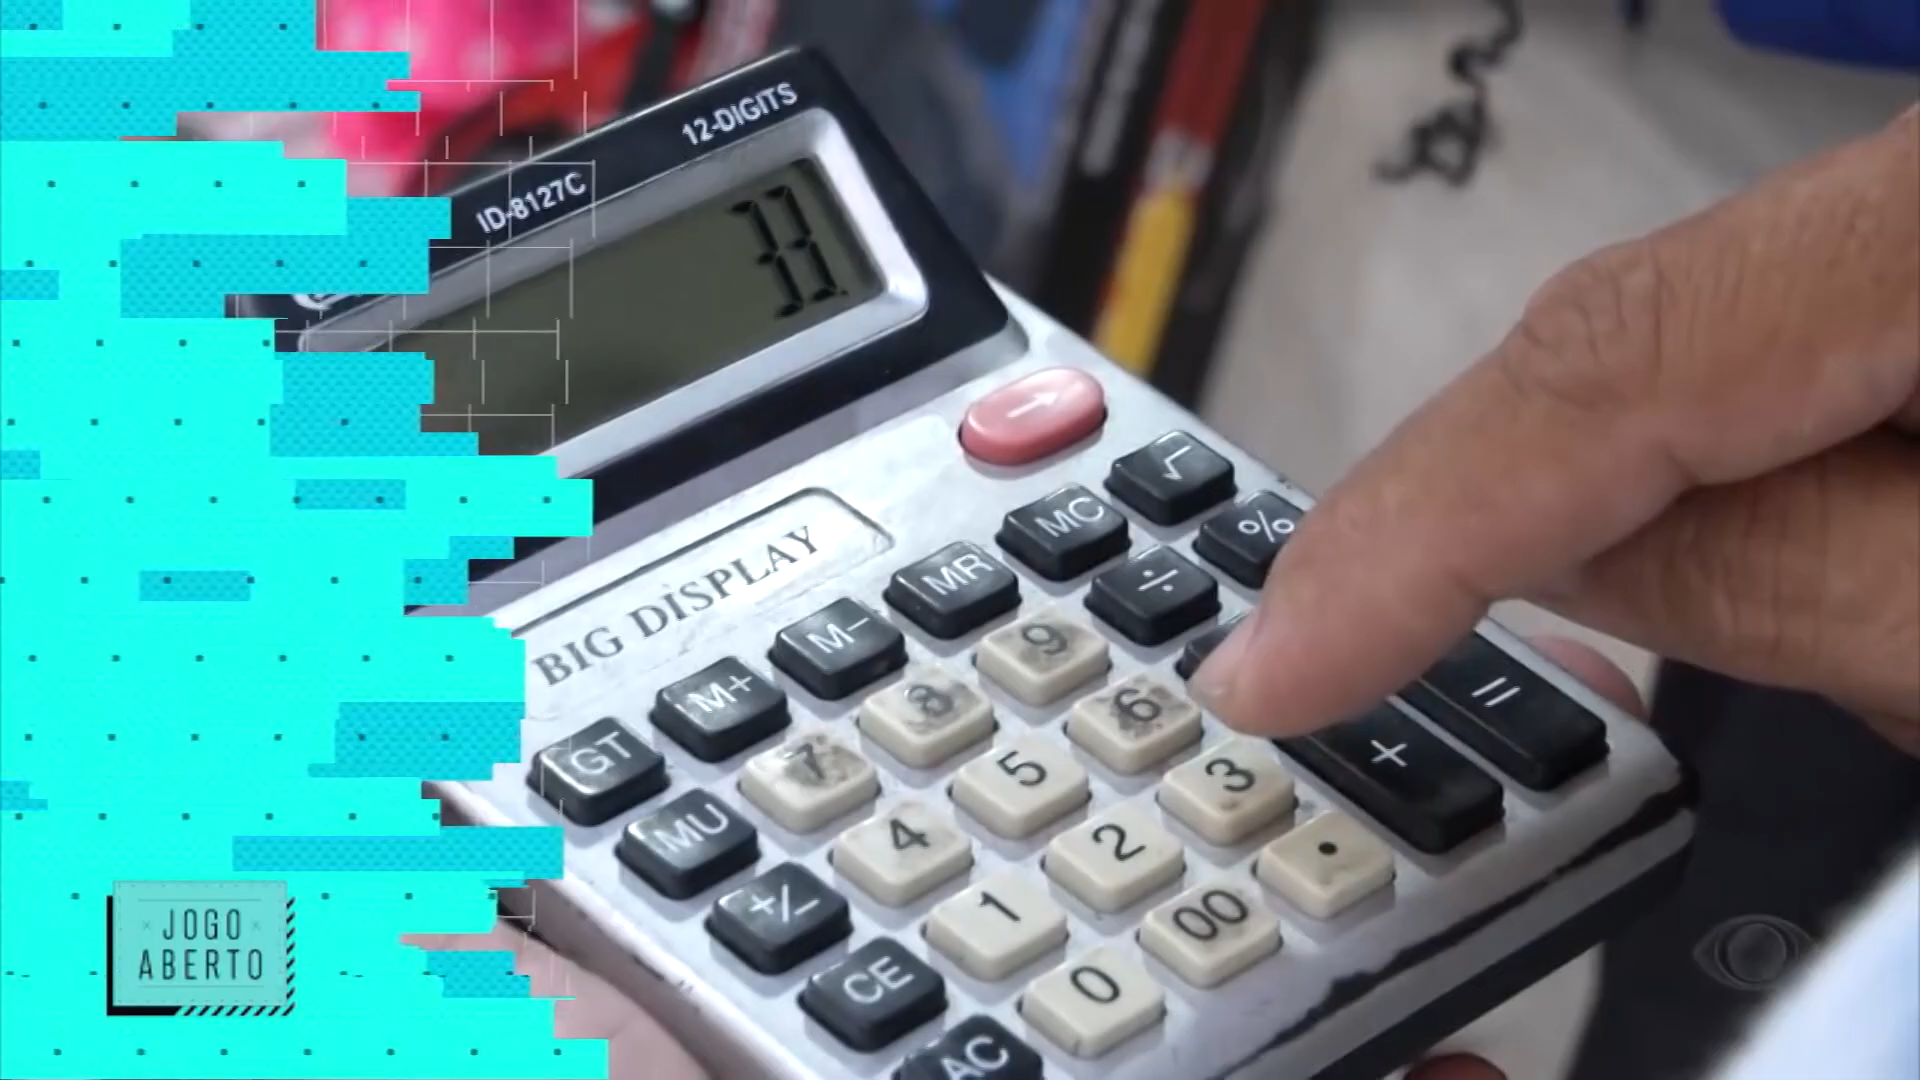 12-DIGITS
ID-8127C
33.
BIG DISPLAY
→
√
MC
%
MR
÷
M−
9
M+
8
6
=
GT
7
5
3
+
MU
4
2
.
+/−
1
00
CE
0
AC
JOGO
ABERTO